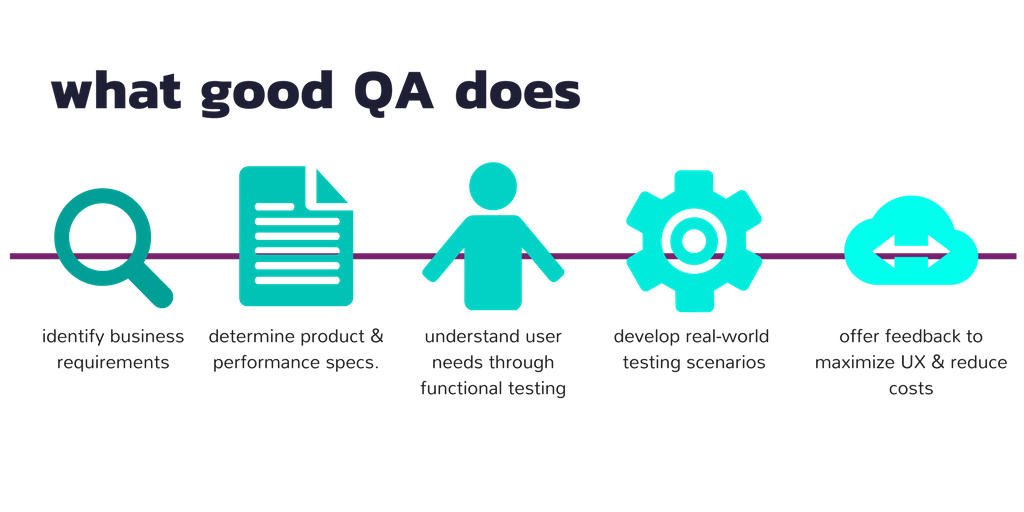 what good QA does
identify business
requirements
determine product &
performance specs.
understand user
needs through
functional testing
develop real-world
testing scenarios
offer feedback to
maximize UX & reduce
costs